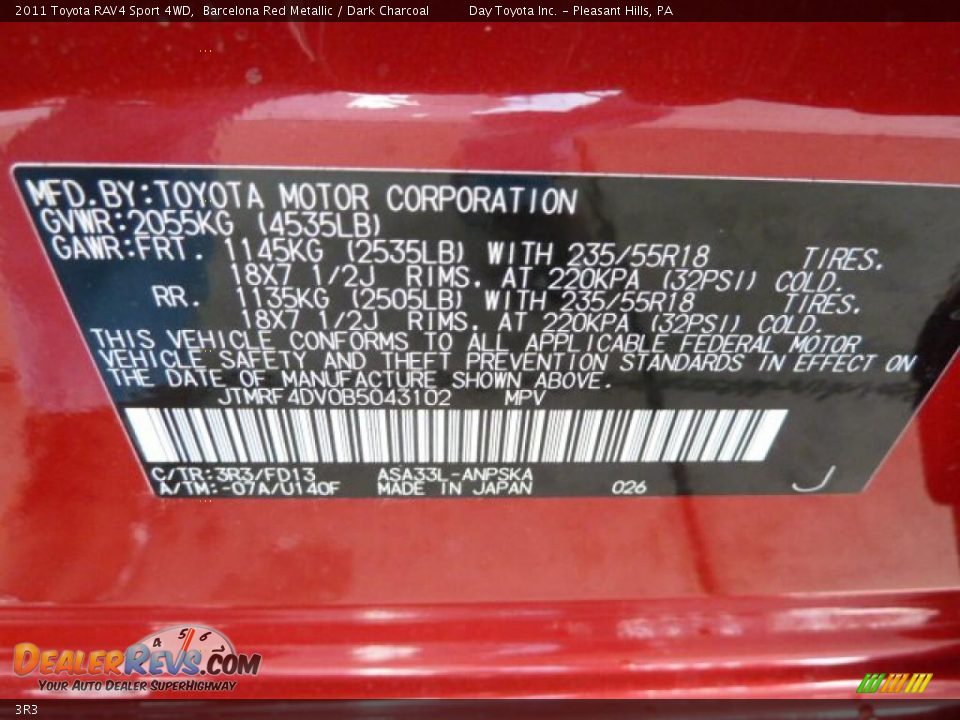 2011 Toyota RAV4 Sport 4WD, Barcelona Red Metallic / Dark Charcoal Day Toyota Inc. - Pleasant Hills, PA
MFD.BY:TOYOTA MOTOR CORPORATION
GVWR:2055KG (4535LB)
GAWR:FRT. 1145KG (2535LB) WITH 235/55R18 TIRES.
18X7 1/2J RIMS. AT 220KPA (32PSI) COLD.
RR. 1135KG (2505LB) WITH 235/55R18 TIRES.
18X7 1/2J RIMS. AT 220KPA (32PSI) COLD.
THIS VEHICLE CONFORMS TO ALL APPLICABLE FEDERAL MOTOR
VEHICLE SAFETY AND THEFT PREVENTION STANDARDS IN EFFECT ON
THE DATE OF MANUFACTURE SHOWN ABOVE.
JTMRF4DV0B5043102 MPV
C/TR:3R3/FD13 ASA33L-ANPSKA
A/TM:-07A/U140F MADE IN JAPAN 026 J
4 5 6
DEALERREVS.COM
YOUR AUTO DEALER SUPERHIGHWAY
3R3